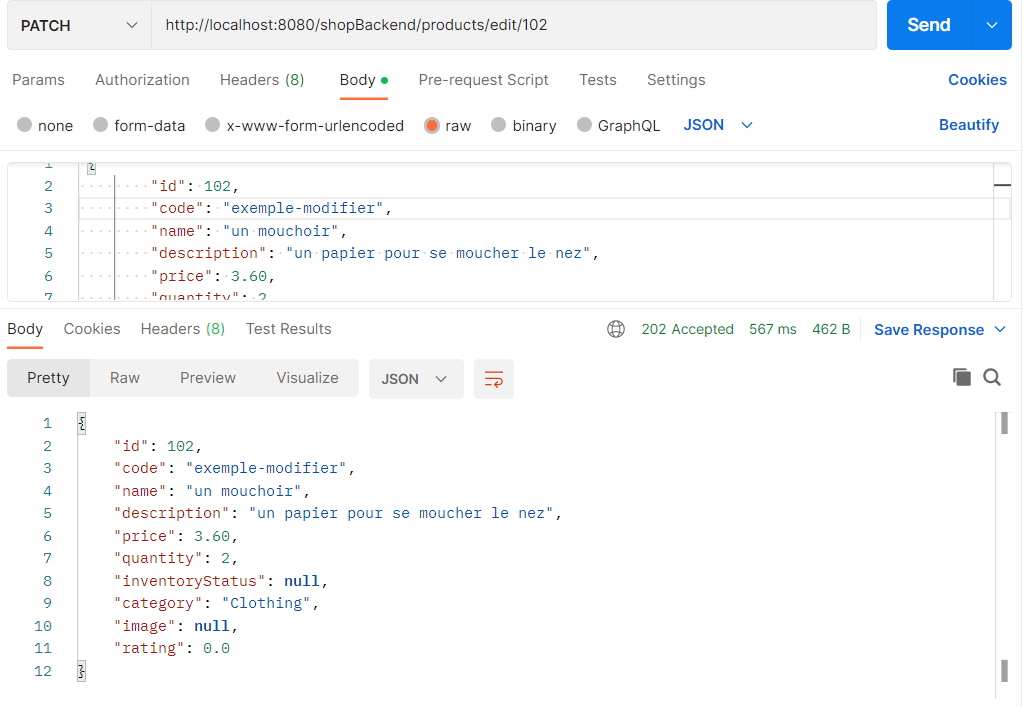 PATCH http://localhost:8080/shopBackend/products/edit/102 Send
Params Authorization Headers (8) Body Pre-request Script Tests Settings Cookies
none form-data x-www-form-urlencoded raw binary GraphQL JSON Beautify
1 {
2 "id": 102,
3 "code": "exemple-modifier",
4 "name": "un mouchoir",
5 "description": "un papier pour se moucher le nez",
6 "price": 3.60,
7 "quantity": 2
Body Cookies Headers (8) Test Results 202 Accepted 567 ms 462 B Save Response
Pretty Raw Preview Visualize JSON
1 {
2 "id": 102,
3 "code": "exemple-modifier",
4 "name": "un mouchoir",
5 "description": "un papier pour se moucher le nez",
6 "price": 3.60,
7 "quantity": 2,
8 "inventoryStatus": null,
9 "category": "Clothing",
10 "image": null,
11 "rating": 0.0
12 }